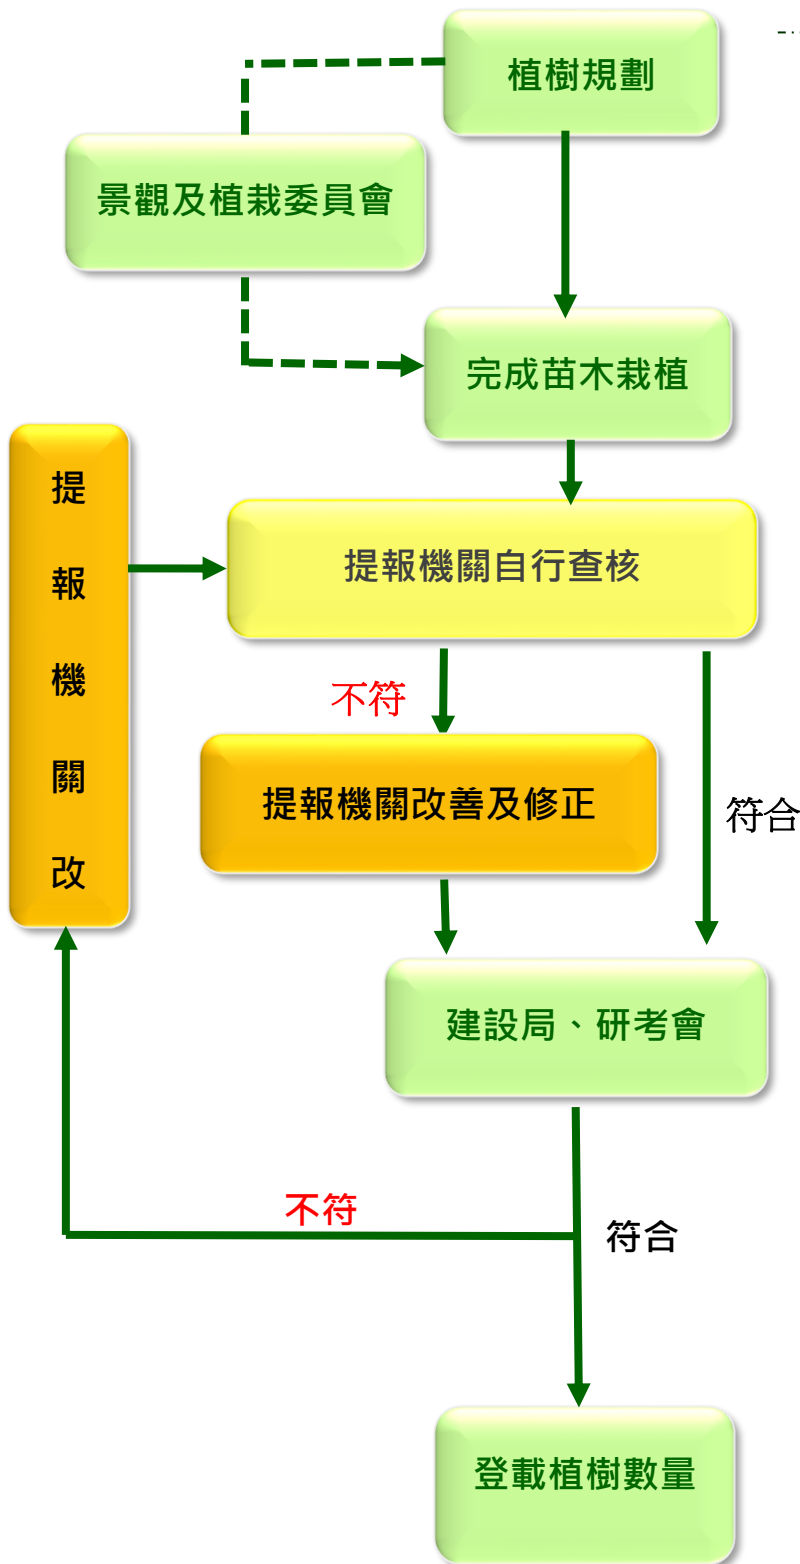 植樹規劃
景觀及植栽委員會
完成苗木栽植
提
報
機
關
改
提報機關自行查核
不符
提報機關改善及修正
符合
建設局、研考會
不符
符合
登載植樹數量